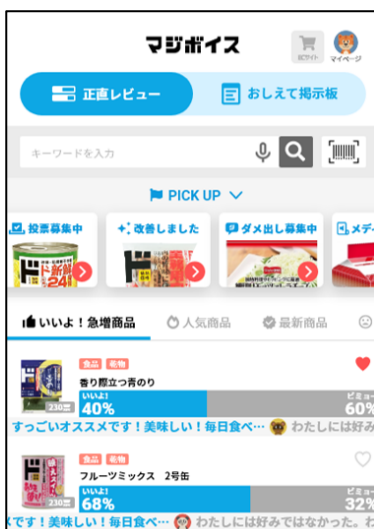 マジボイス
ECサイト
マイページ
正直レビュー
おしえて掲示板
キーワードを入力
PICK UP
投票募集中
改善しました
ダメ出し募集中
メデ
いいよ！急増商品
人気商品
最新商品
食品 乾物
香り際立つ青のり
いいよ！
ビミョー
40%
60%
すっごいオススメです！美味しい！毎日食べ… わたしには好み
食品 乾物
フルーツミックス 2号缶
いいよ！
ビミョー
68%
32%
てです！美味しい！毎日食べ… わたしには好みではなかった。わ